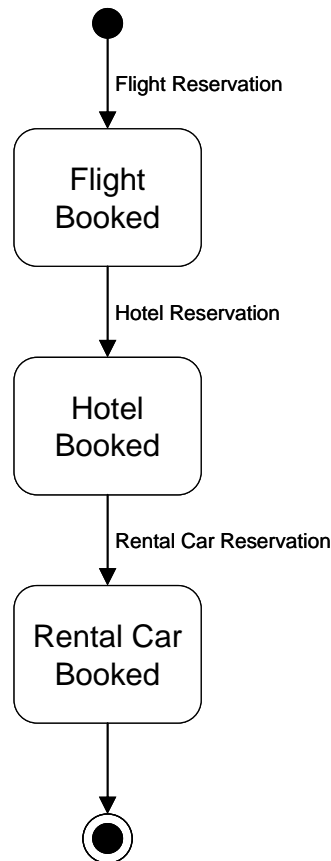 Flight Reservation
Flight
Booked
Hotel Reservation
Hotel
Booked
Rental Car Reservation
Rental Car
Booked